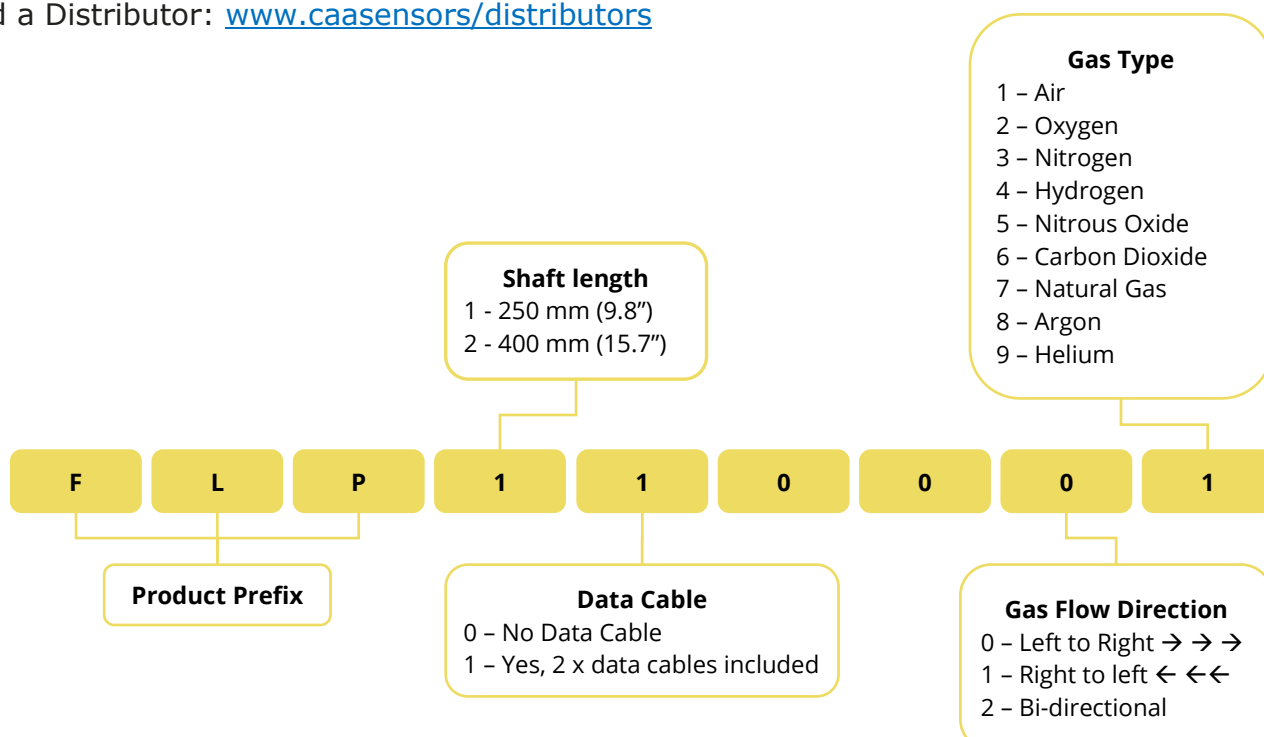 d a Distributor: www.caasensors/distributors
Gas Type
1 – Air
2 – Oxygen
3 – Nitrogen
4 – Hydrogen
5 – Nitrous Oxide
6 – Carbon Dioxide
7 – Natural Gas
8 – Argon
9 – Helium
Shaft length
1 - 250 mm (9.8”)
2 - 400 mm (15.7”)
F L P 1 1 0 0 0 1
Product Prefix
Data Cable
0 – No Data Cable
1 – Yes, 2 x data cables included
Gas Flow Direction
0 – Left to Right → → →
1 – Right to left ← ←←
2 – Bi-directional